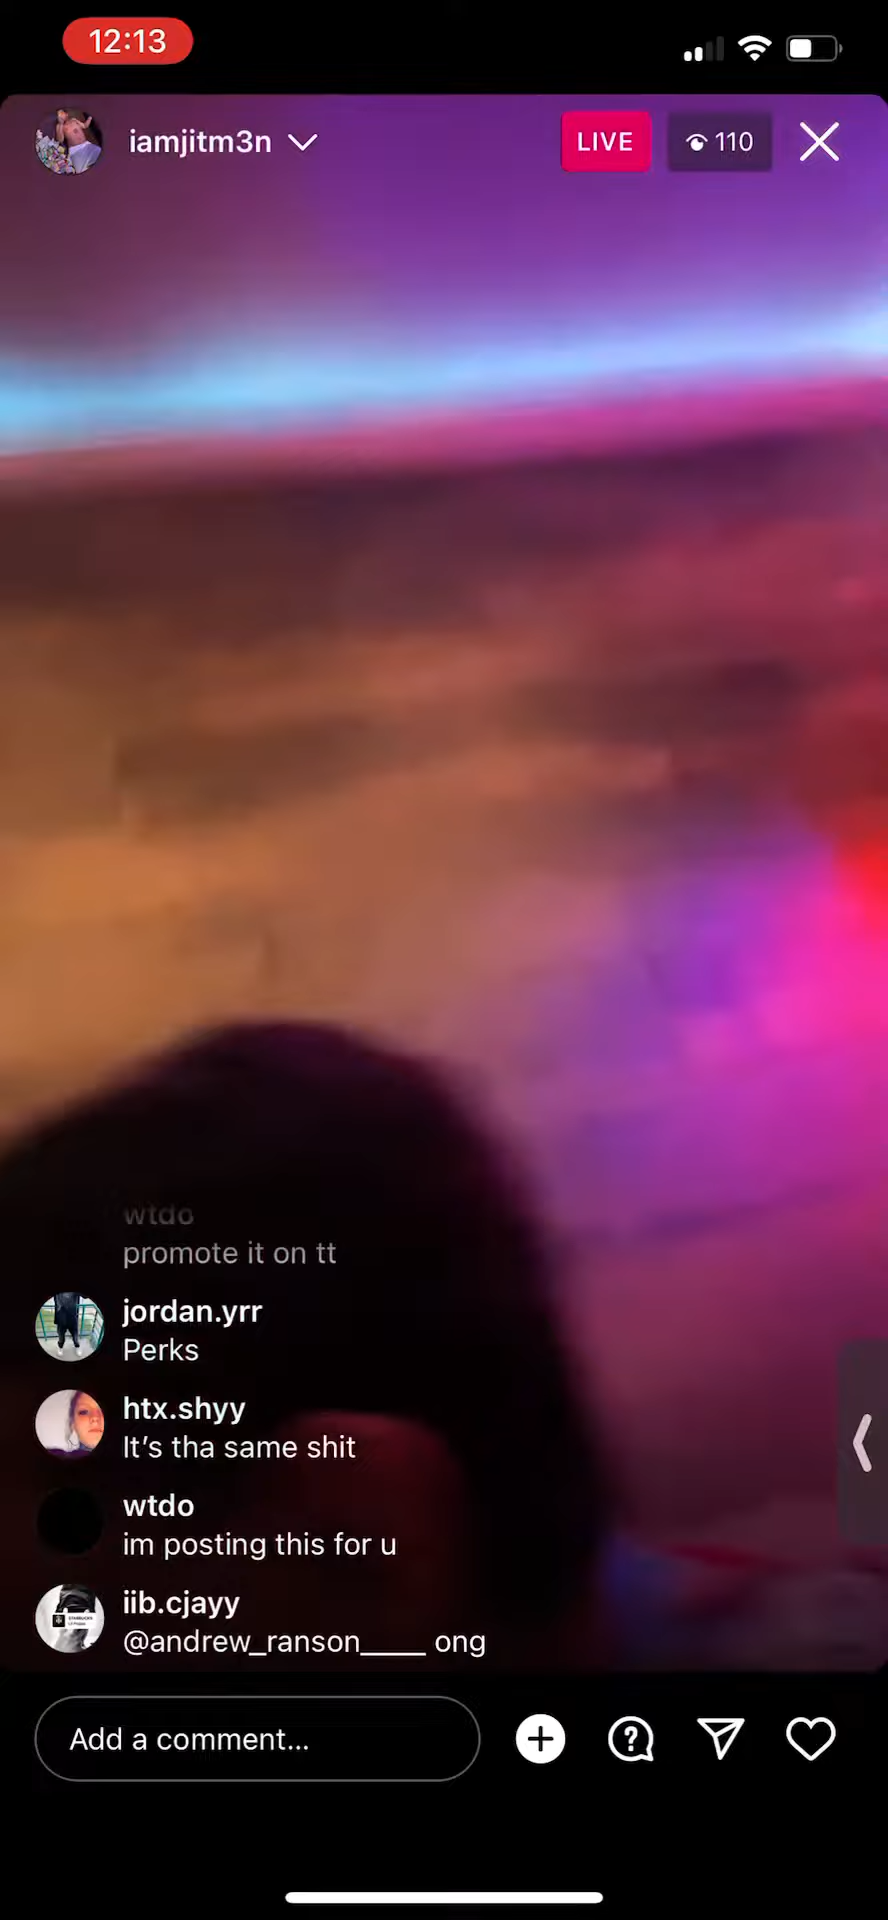 12:13
iamjitm3n
LIVE
110
wtdo
promote it on tt
jordan.yrr
Perks
htx.shyy
It's tha same shit
wtdo
im posting this for u
iib.cjayy
@andrew_ranson____ ong
Add a comment...